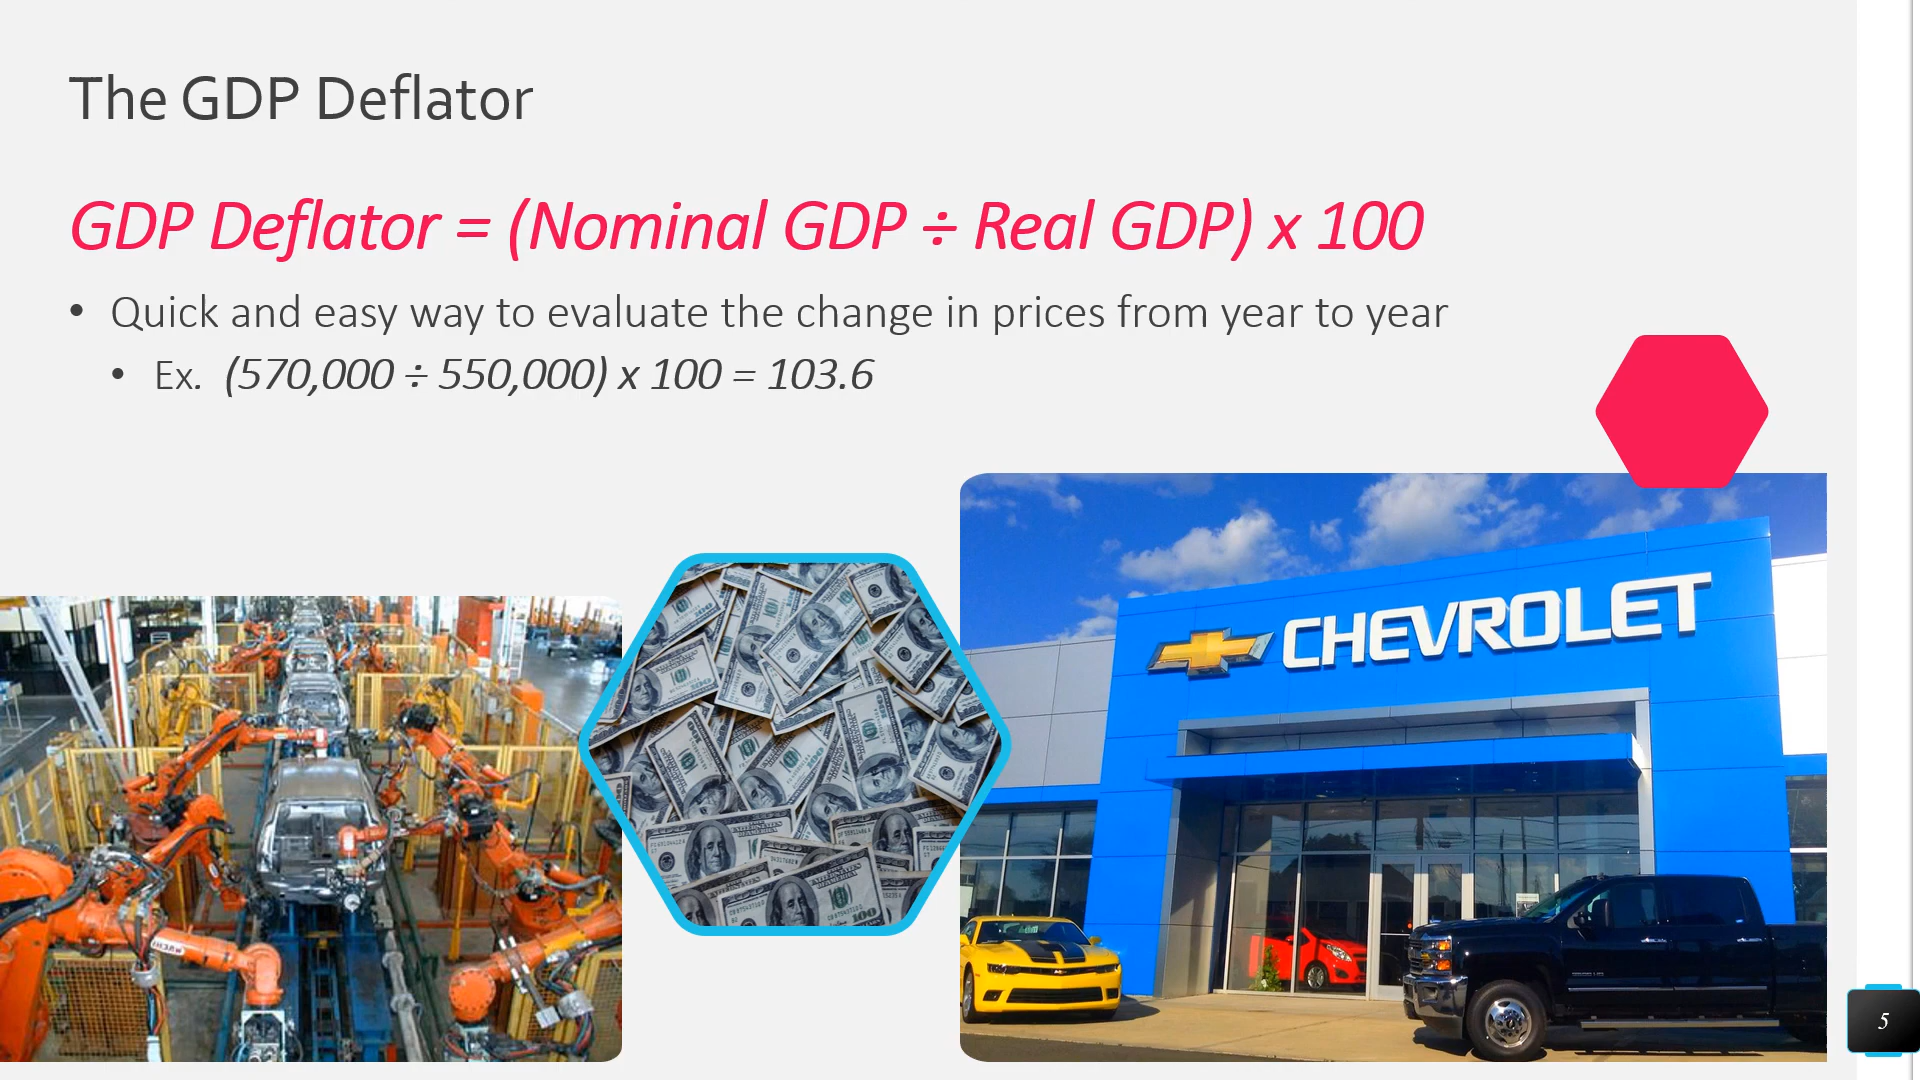 The GDP Deflator
GDP Deflator = (Nominal GDP ÷ Real GDP) x 100
• Quick and easy way to evaluate the change in prices from year to year
• Ex. (570,000 ÷ 550,000) x 100 = 103.6
CHEVROLET
5